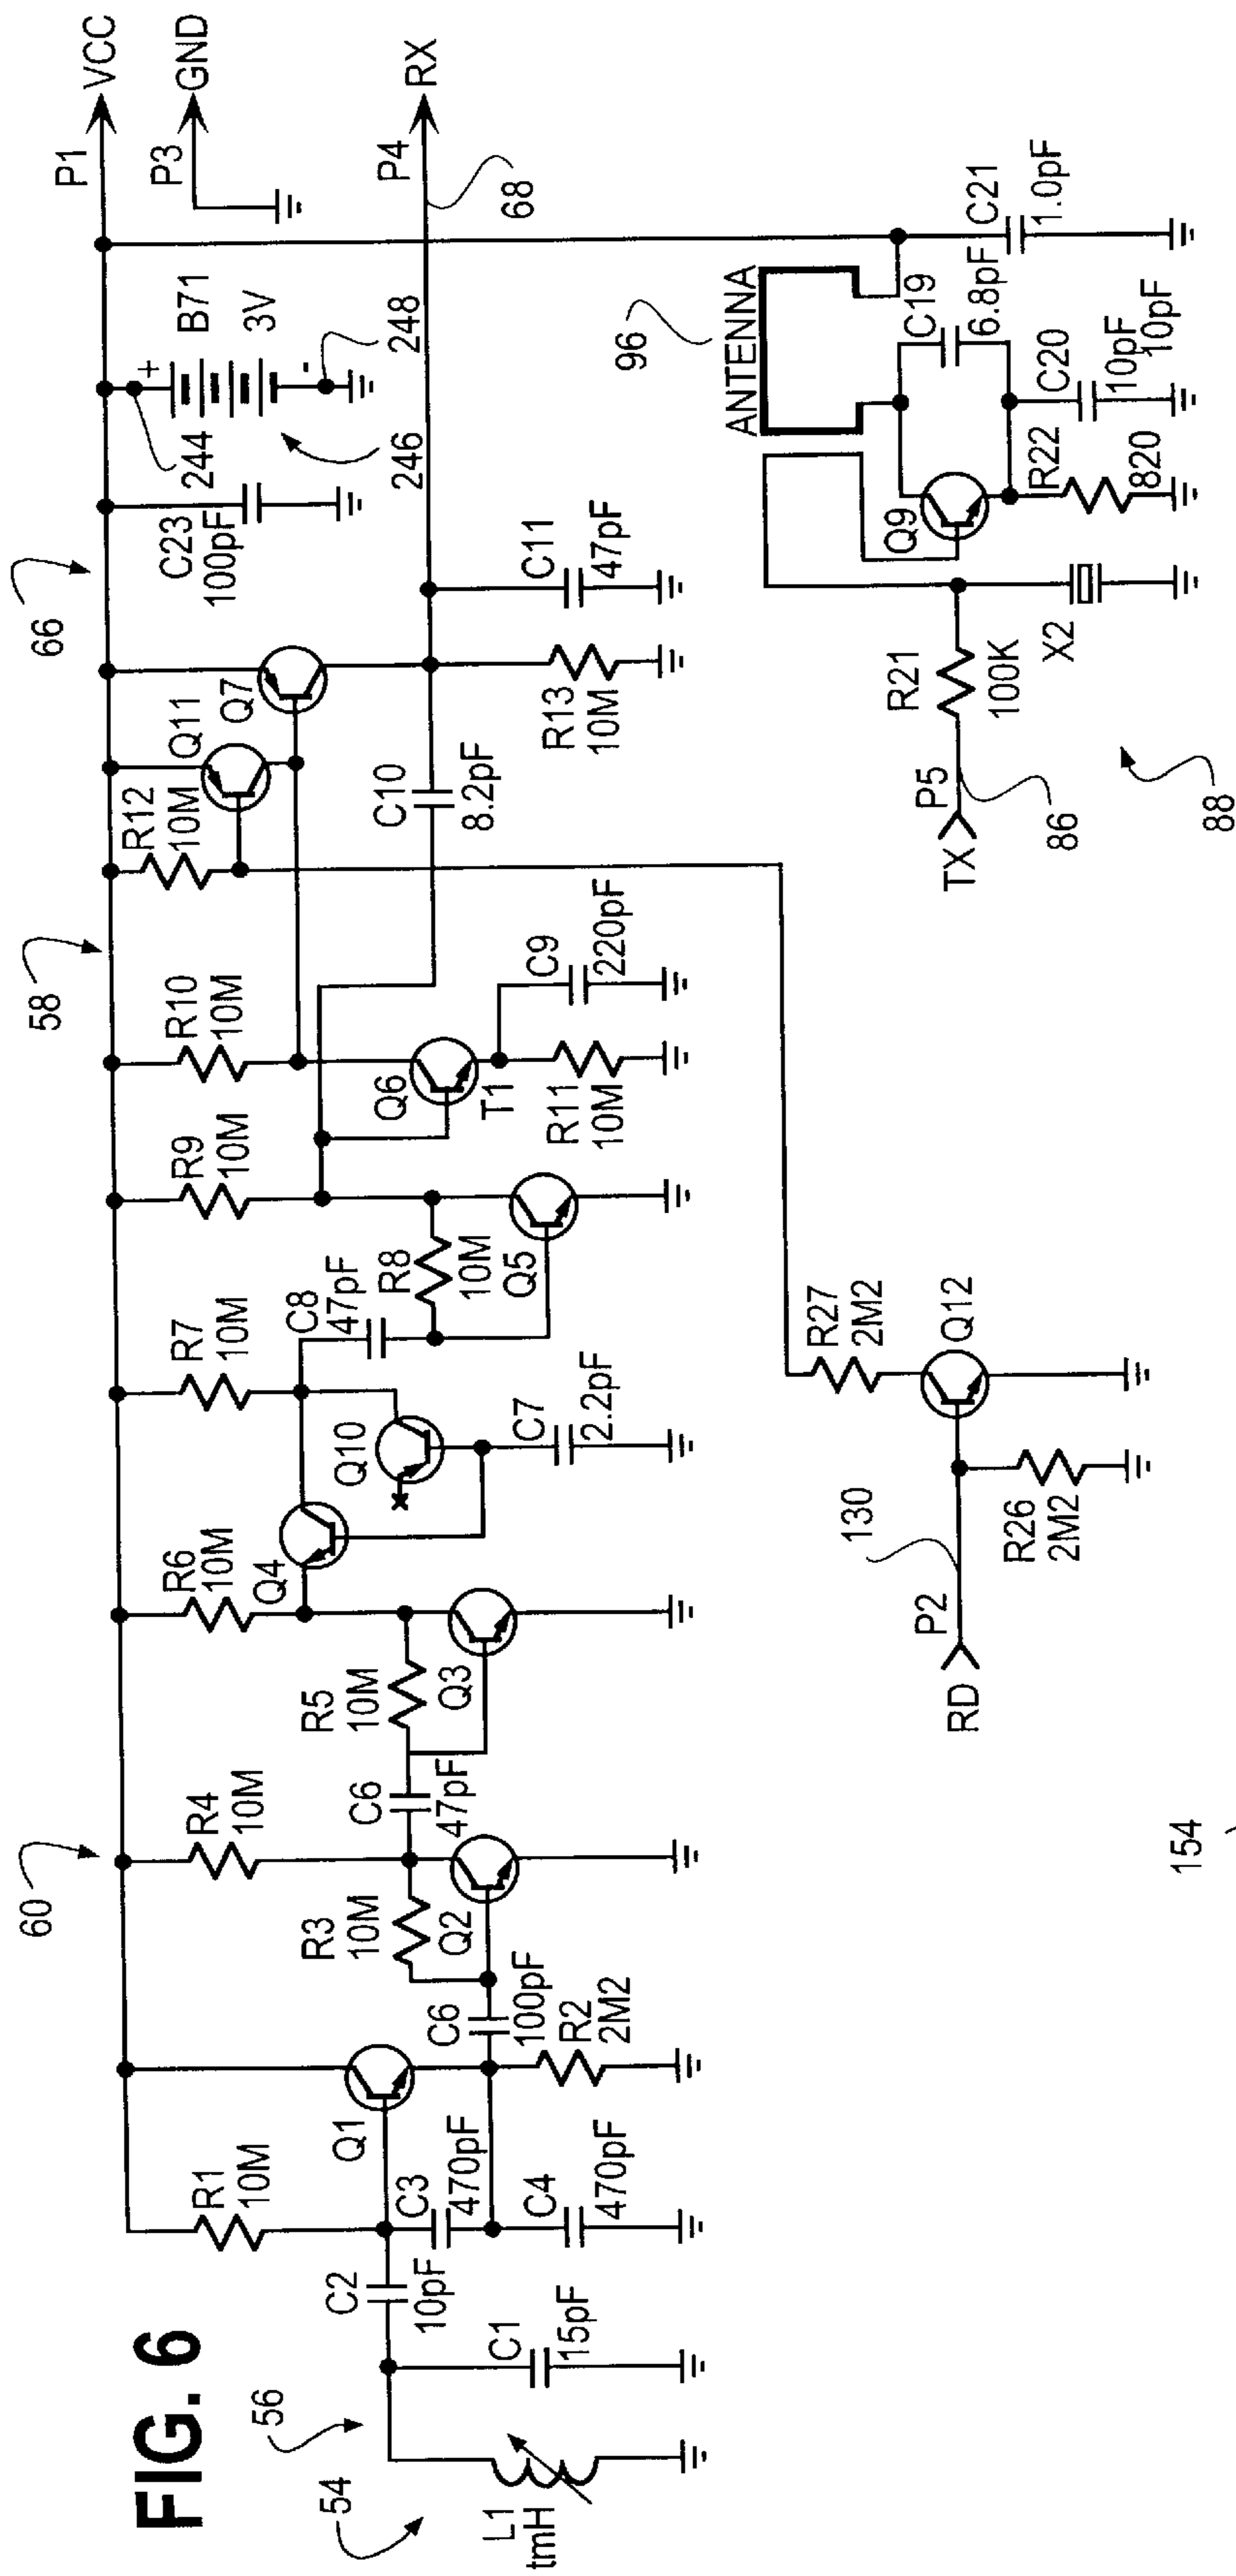 FIG. 6
60
58
66
P1
VCC
P3
GND
R1
10M
R4
10M
R6
10M
R7
10M
R9
10M
R10
10M
R12
10M
Q11
Q7
C23
100pF
244
+
B71
3V
-
248
246
P4
RX
68
56
54
L1
tmH
C1
15pF
C2
10pF
C3
470pF
C4
470pF
Q1
C6
100pF
R2
2M2
R3
10M
Q2
C6
47pF
R5
10M
Q3
Q4
Q10
C7
2.2pF
C8
47pF
R8
10M
Q5
Q6
T1
R11
10M
C9
220pF
C10
8.2pF
R13
10M
C11
47pF
RD
P2
130
R26
2M2
R27
2M2
Q12
TX
P5
86
R21
100K
X2
88
96
ANTENNA
Q9
C19
6.8pF
R22
820
C20
10pF
10pF
C21
1.0pF
154